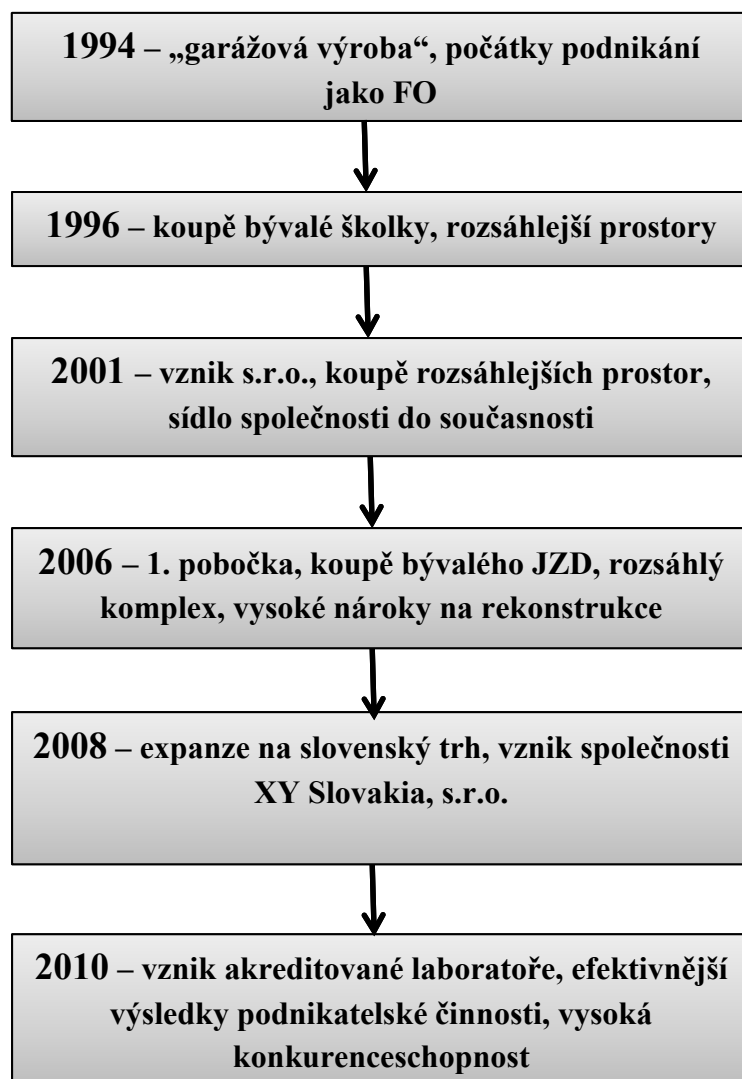 1994 – „garážová výroba“, počátky podnikání
jako FO
1996 – koupě bývalé školky, rozsáhlejší prostory
2001 – vznik s.r.o., koupě rozsáhlejších prostor,
sídlo společnosti do současnosti
2006 – 1. pobočka, koupě bývalého JZD, rozsáhlý
komplex, vysoké nároky na rekonstrukce
2008 – expanze na slovenský trh, vznik společnosti
XY Slovakia, s.r.o.
2010 – vznik akreditované laboratoře, efektivnější
výsledky podnikatelské činnosti, vysoká
konkurenceschopnost